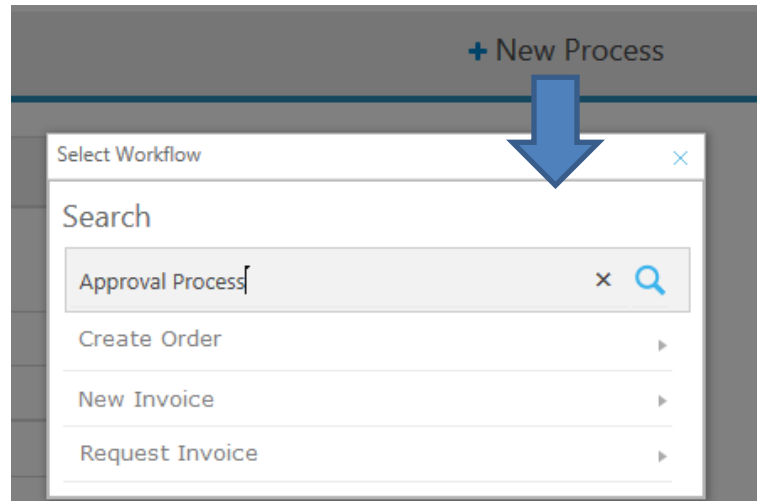 + New Process
Select Workflow
Search
Approval Process
Create Order
New Invoice
Request Invoice